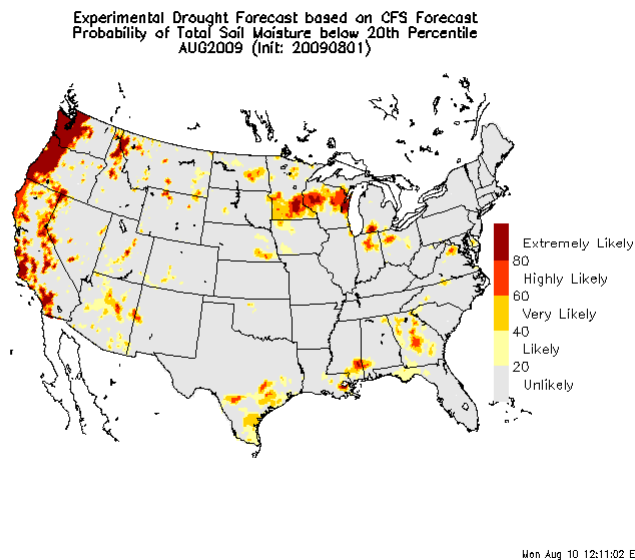 Experimental Drought Forecast based on CFS Forecast
Probability of Total Soil Moisture below 20th Percentile
AUG2009 (Init: 20090801)
Extremely Likely
80
Highly Likely
60
Very Likely
40
Likely
20
Unlikely
Mon Aug 10 12:11:02 E